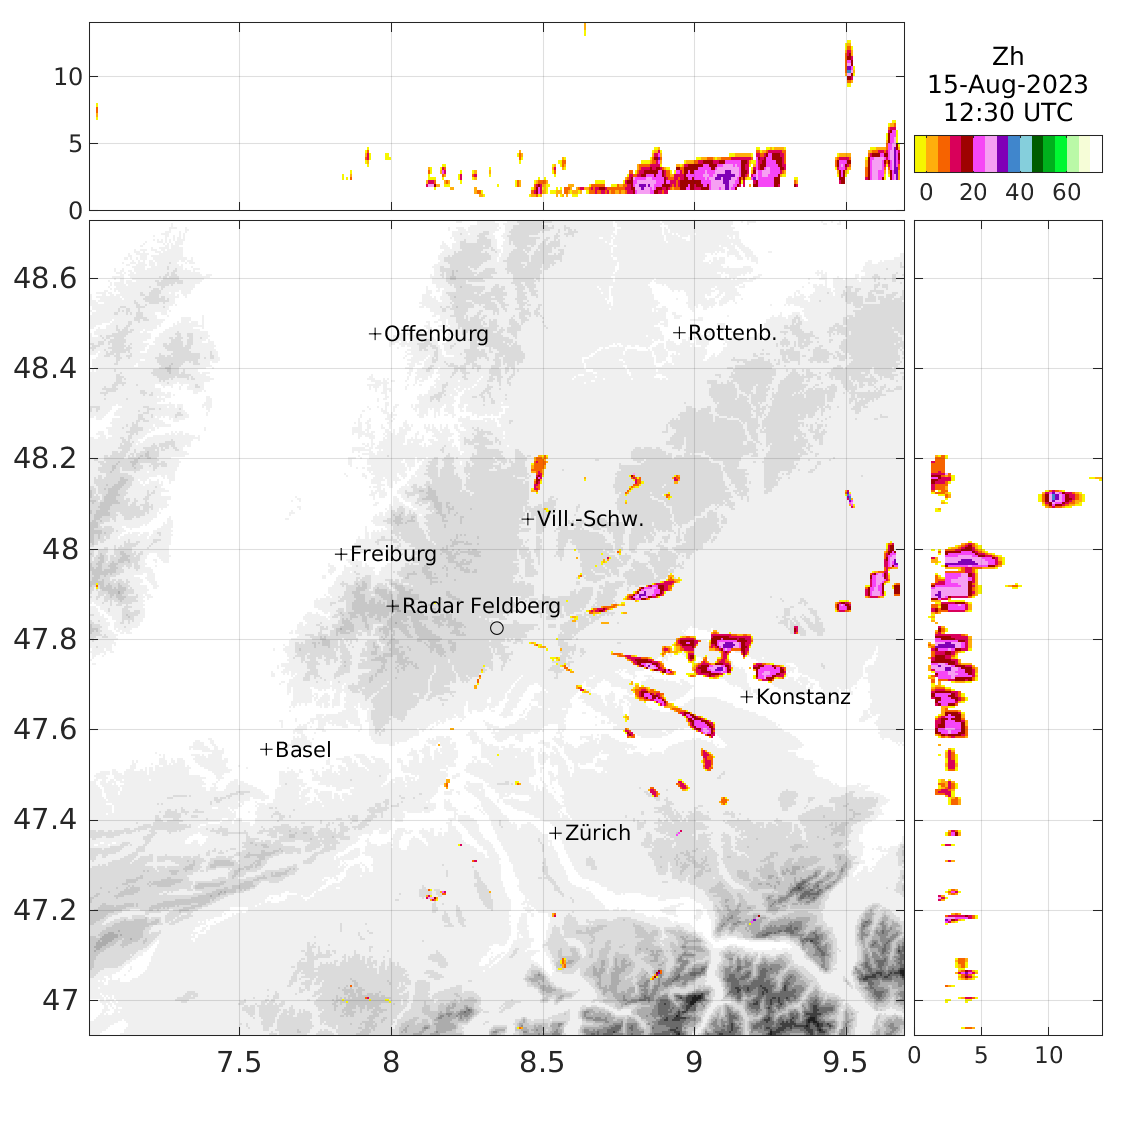 10
5
0
Zh
15-Aug-2023
12:30 UTC
0 20 40 60
48.6
48.4
48.2
48
47.8
47.6
47.4
47.2
47
+Offenburg
+Rottenb.
+Vill.-Schw.
+Freiburg
+Radar Feldberg
+Konstanz
+Basel
+Zürich
7.5 8 8.5 9 9.5
0 5 10